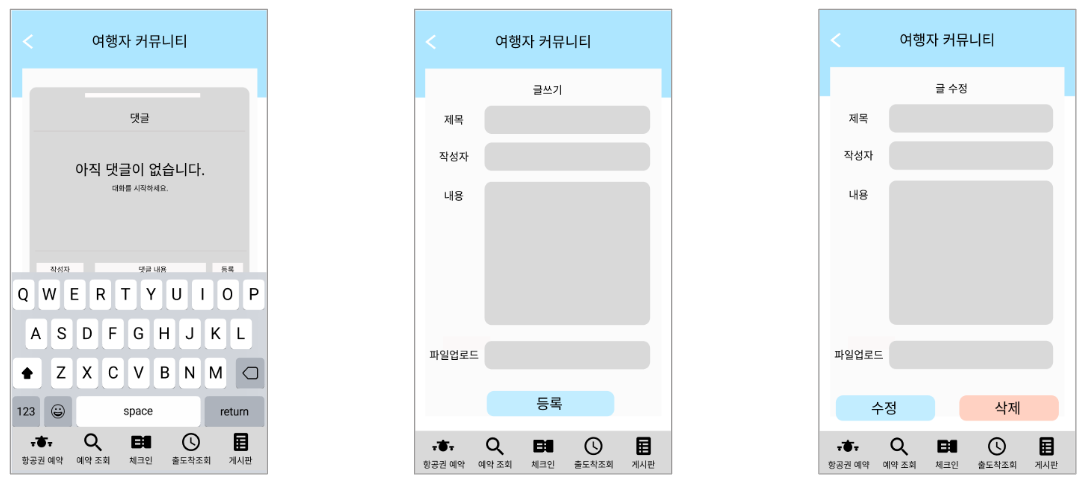 여행자 커뮤니티
댓글
아직 댓글이 없습니다.
대화를 시작하세요.
작성자 댓글 내용 등록
Q W E R T Y U I O P
A S D F G H J K L
Z X C V B N M
123 space return
항공권 예약 예약 조회 체크인 출도착조회 게시판
여행자 커뮤니티
글쓰기
제목
작성자
내용
파일업로드
등록
항공권 예약 예약 조회 체크인 출도착조회 게시판
여행자 커뮤니티
글 수정
제목
작성자
내용
파일업로드
수정 삭제
항공권 예약 예약 조회 체크인 출도착조회 게시판